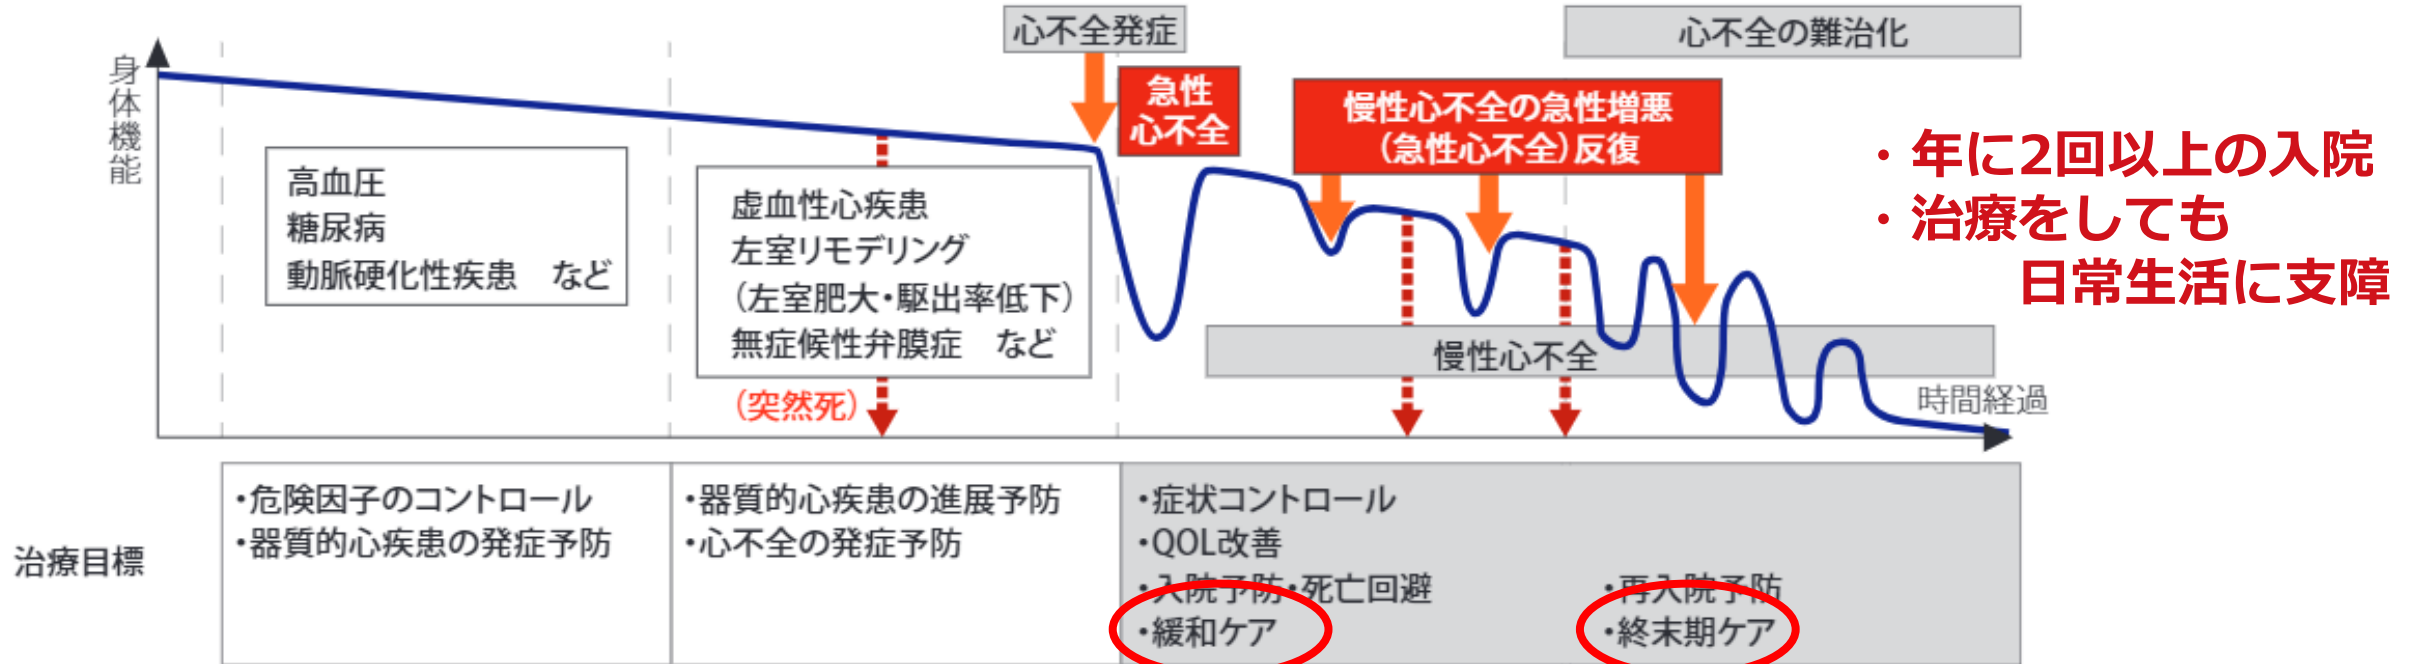 心不全発症
心不全の難治化
身体機能
急性
心不全
慢性心不全の急性増悪
（急性心不全）反復
・年に2回以上の入院
・治療をしても
日常生活に支障
高血圧
糖尿病
動脈硬化性疾患　など
虚血性心疾患
左室リモデリング
（左室肥大・駆出率低下）
無症候性弁膜症　など
（突然死）
慢性心不全
時間経過
治療目標
・危険因子のコントロール
・器質的心疾患の発症予防
・器質的心疾患の進展予防
・心不全の発症予防
・症状コントロール
・QOL改善
・入院予防・死亡回避
・緩和ケア
・再入院予防
・終末期ケア